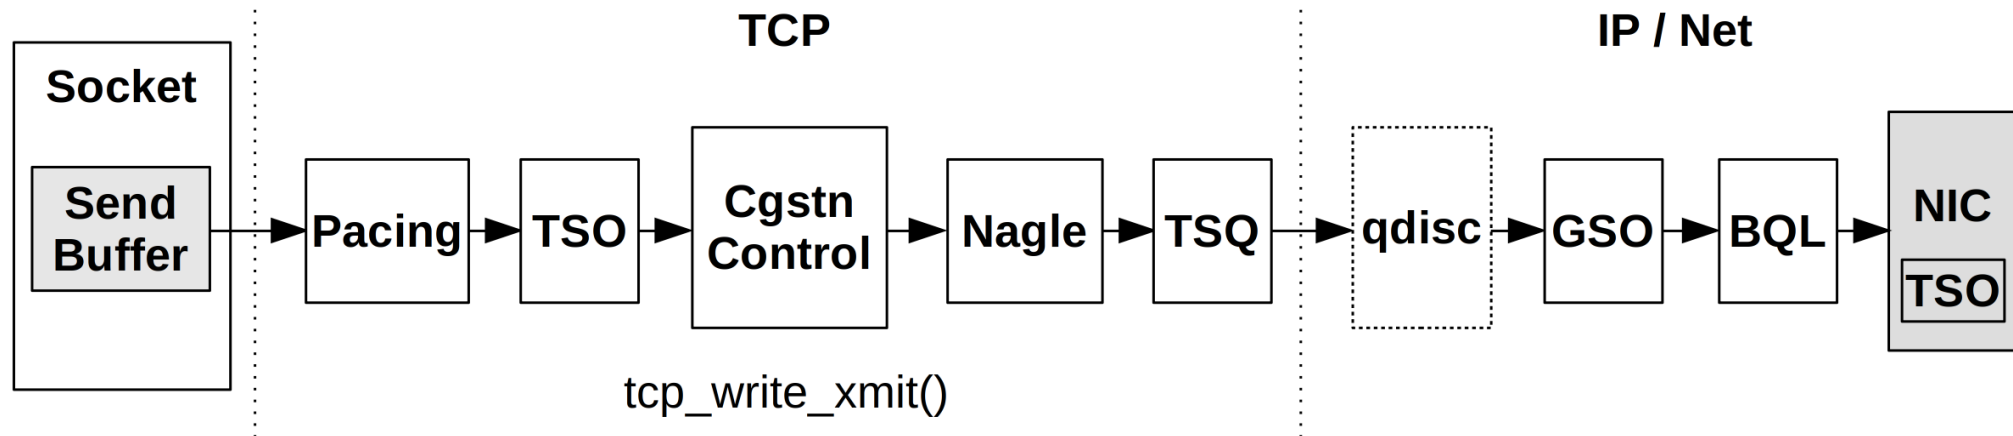 TCP
IP / Net
Socket
Send
Buffer
Pacing
TSO
Cgstn
Control
Nagle
TSQ
qdisc
GSO
BQL
NIC
TSO
tcp_write_xmit()